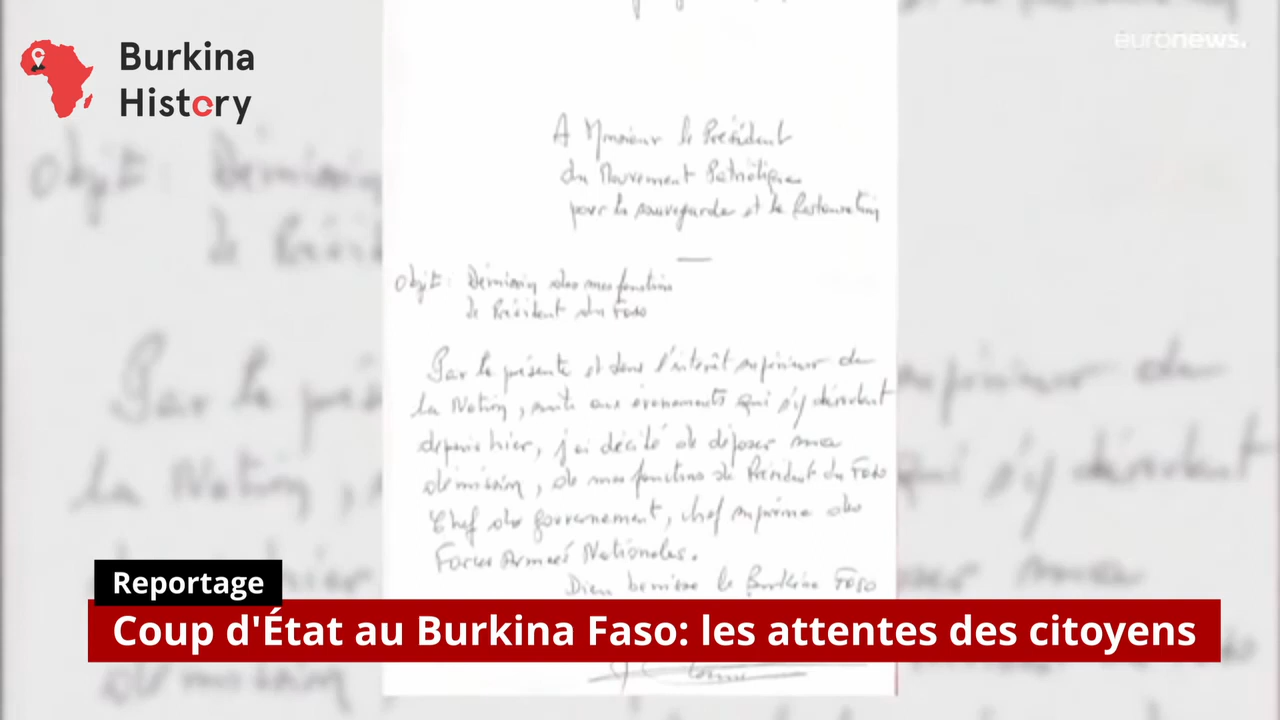 Burkina
History
euronews.
A Monsieur le Président
du Mouvement Patriotique
pour la sauvegarde et la Restauration
Objet: Démission des mes fonctions
de Président du Faso
Par la présente et dans l'intérêt supérieur de
la Nation, suite aux évènements qui s'y déroulent
depuis hier, j'ai décidé de déposer ma
démission, de mes fonctions de Président du Faso
Chef du gouvernement, chef suprême des
Forces Armées Nationales.
Dieu bénisse le Burkina Faso
Reportage
Coup d'État au Burkina Faso: les attentes des citoyens